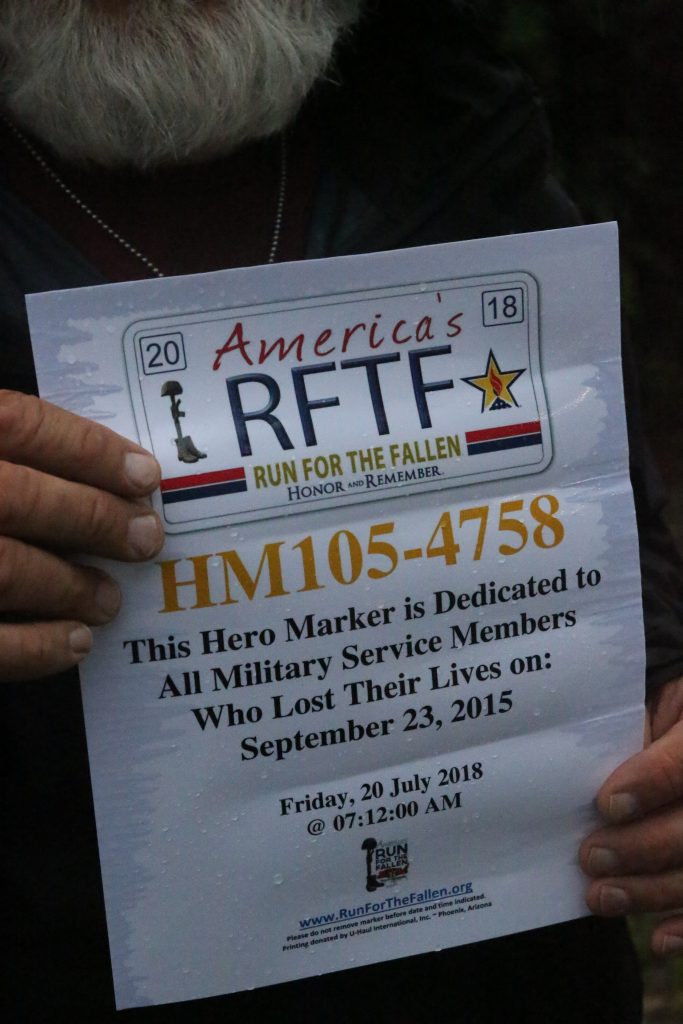 20
18
America's
RFTF
RUN FOR THE FALLEN
HONOR AND REMEMBER
HM105-4758
This Hero Marker is Dedicated to
All Military Service Members
Who Lost Their Lives on:
September 23, 2015
Friday, 20 July 2018
@ 07:12:00 AM
RUN
FOR THE
FALLEN
www.RunForTheFallen.org
Please do not remove marker before date and time indicated.
Printing donated by U-Haul International, Inc. ~ Phoenix, Arizona